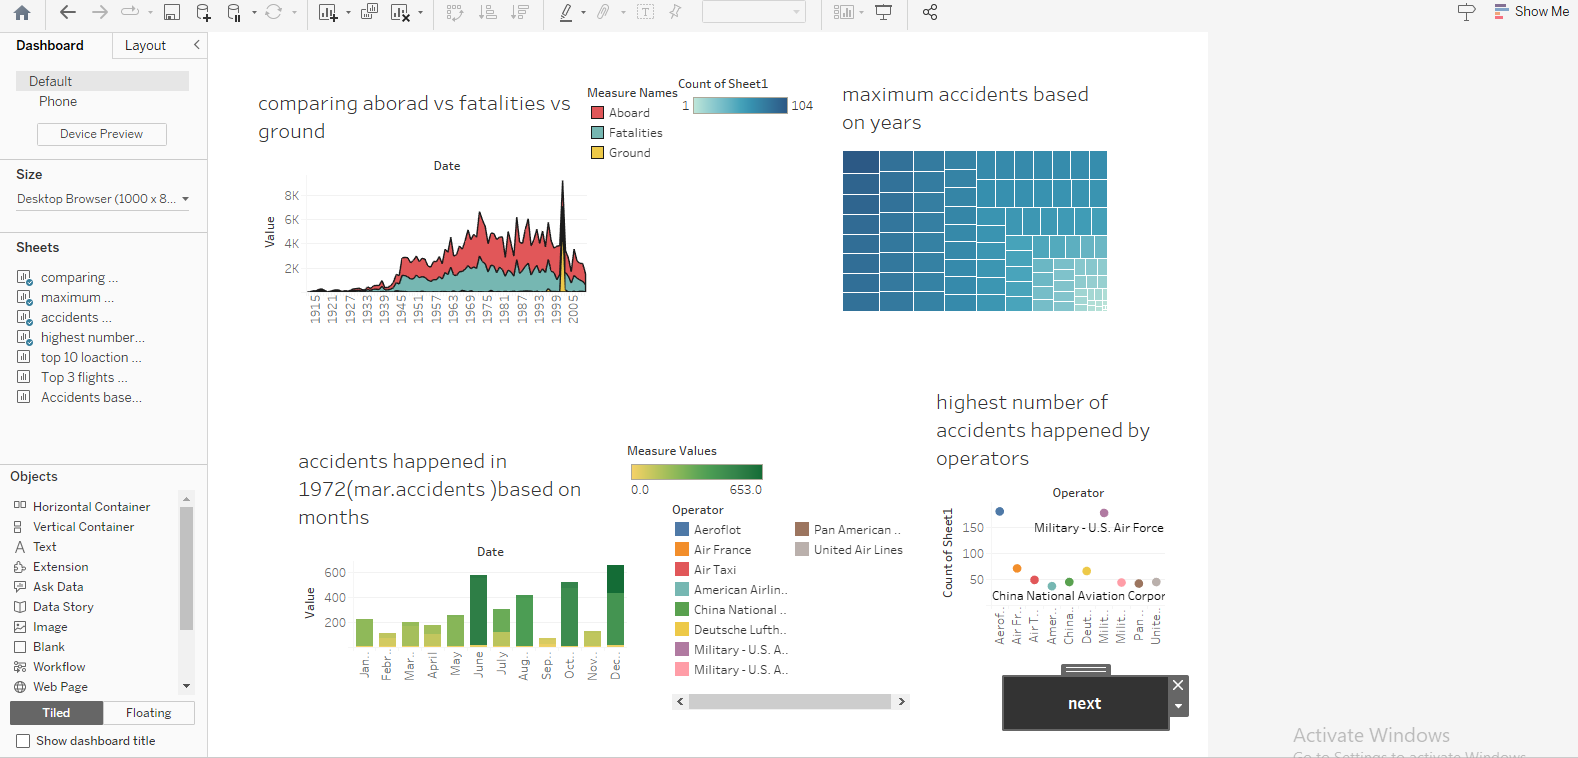 Show Me
Dashboard
Layout
Default
Phone
Device Preview
Size
Desktop Browser (1000 x 8...
Sheets
comparing ...
maximum ...
accidents ...
highest number...
top 10 loaction ...
Top 3 flights ...
Accidents base...
Objects
Horizontal Container
Vertical Container
Text
Extension
Ask Data
Data Story
Image
Blank
Workflow
Web Page
Tiled
Floating
Show dashboard title
comparing aborad vs fatalities vs
ground
Date
Value
8K
6K
4K
2K
1915
1921
1927
1933
1939
1945
1951
1957
1963
1969
1975
1981
1987
1993
1999
2005
Measure Names
Aboard
Fatalities
Ground
Count of Sheet1
1
104
maximum accidents based
on years
accidents happened in
1972(mar.accidents )based on
months
Date
Value
600
400
200
Jan..
Febr..
Mar..
April
May
June
July
Aug..
Sep..
Oct..
Nov..
Dec..
Measure Values
0.0
653.0
Operator
Aeroflot
Air France
Air Taxi
American Airlin..
China National ..
Deutsche Lufth..
Military - U.S. A..
Military - U.S. A..
Pan American ..
United Air Lines
highest number of
accidents happened by
operators
Operator
Count of Sheet1
150
100
50
Military - U.S. Air Force
China National Aviation Corpor
Aerof..
Air Fr..
Air T..
Amer..
China..
Deut..
Milit..
Milit..
Pan ..
Unite..
next
Activate Windows
Go to Settings to activate Windows.